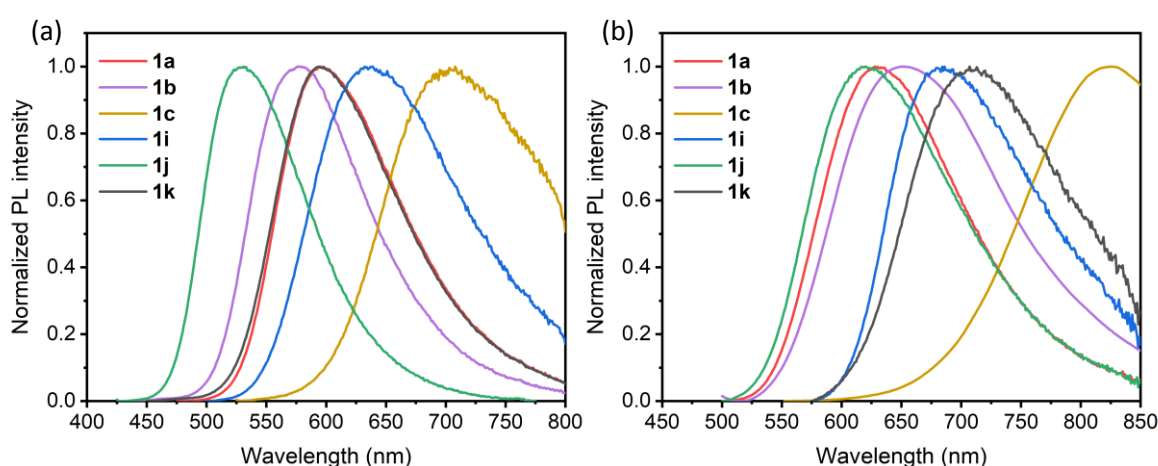 (a)
1a
1b
1c
1i
1j
1k
Normalized PL intensity
1.0
0.8
0.6
0.4
0.2
0.0
400 450 500 550 600 650 700 750 800
Wavelength (nm)
(b)
1a
1b
1c
1i
1j
1k
Normalized PL intensity
1.0
0.8
0.6
0.4
0.2
0.0
450 500 550 600 650 700 750 800 850
Wavelength (nm)